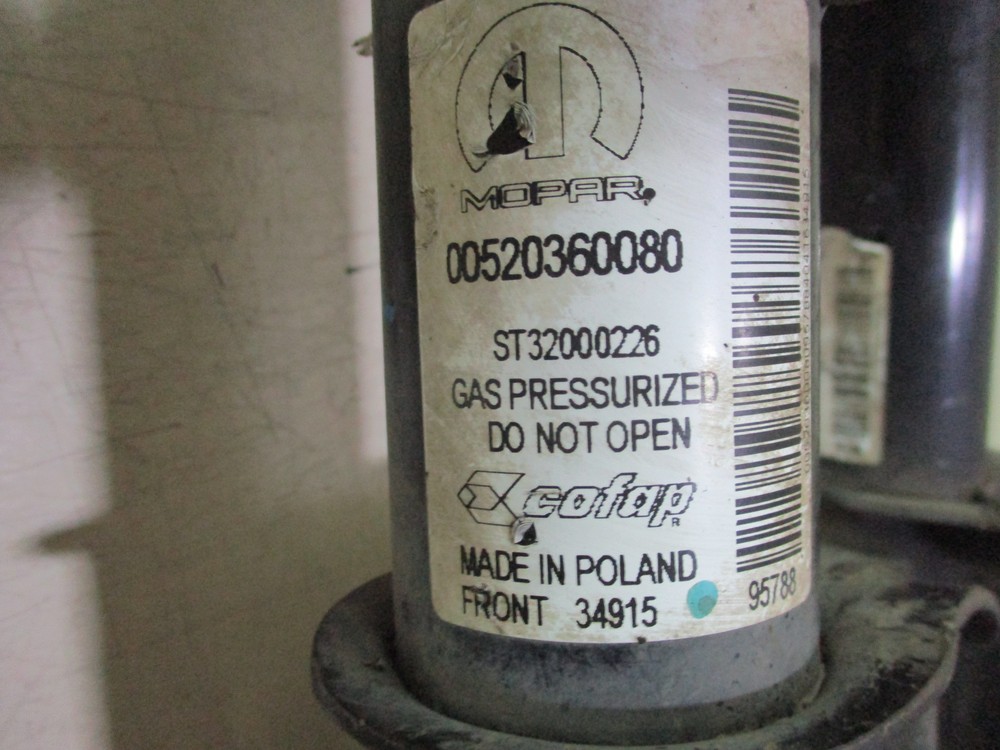 MOPAR
00520360080
ST32000226
GAS PRESSURIZED
DO NOT OPEN
cofap R
MADE IN POLAND
FRONT 34915
95788